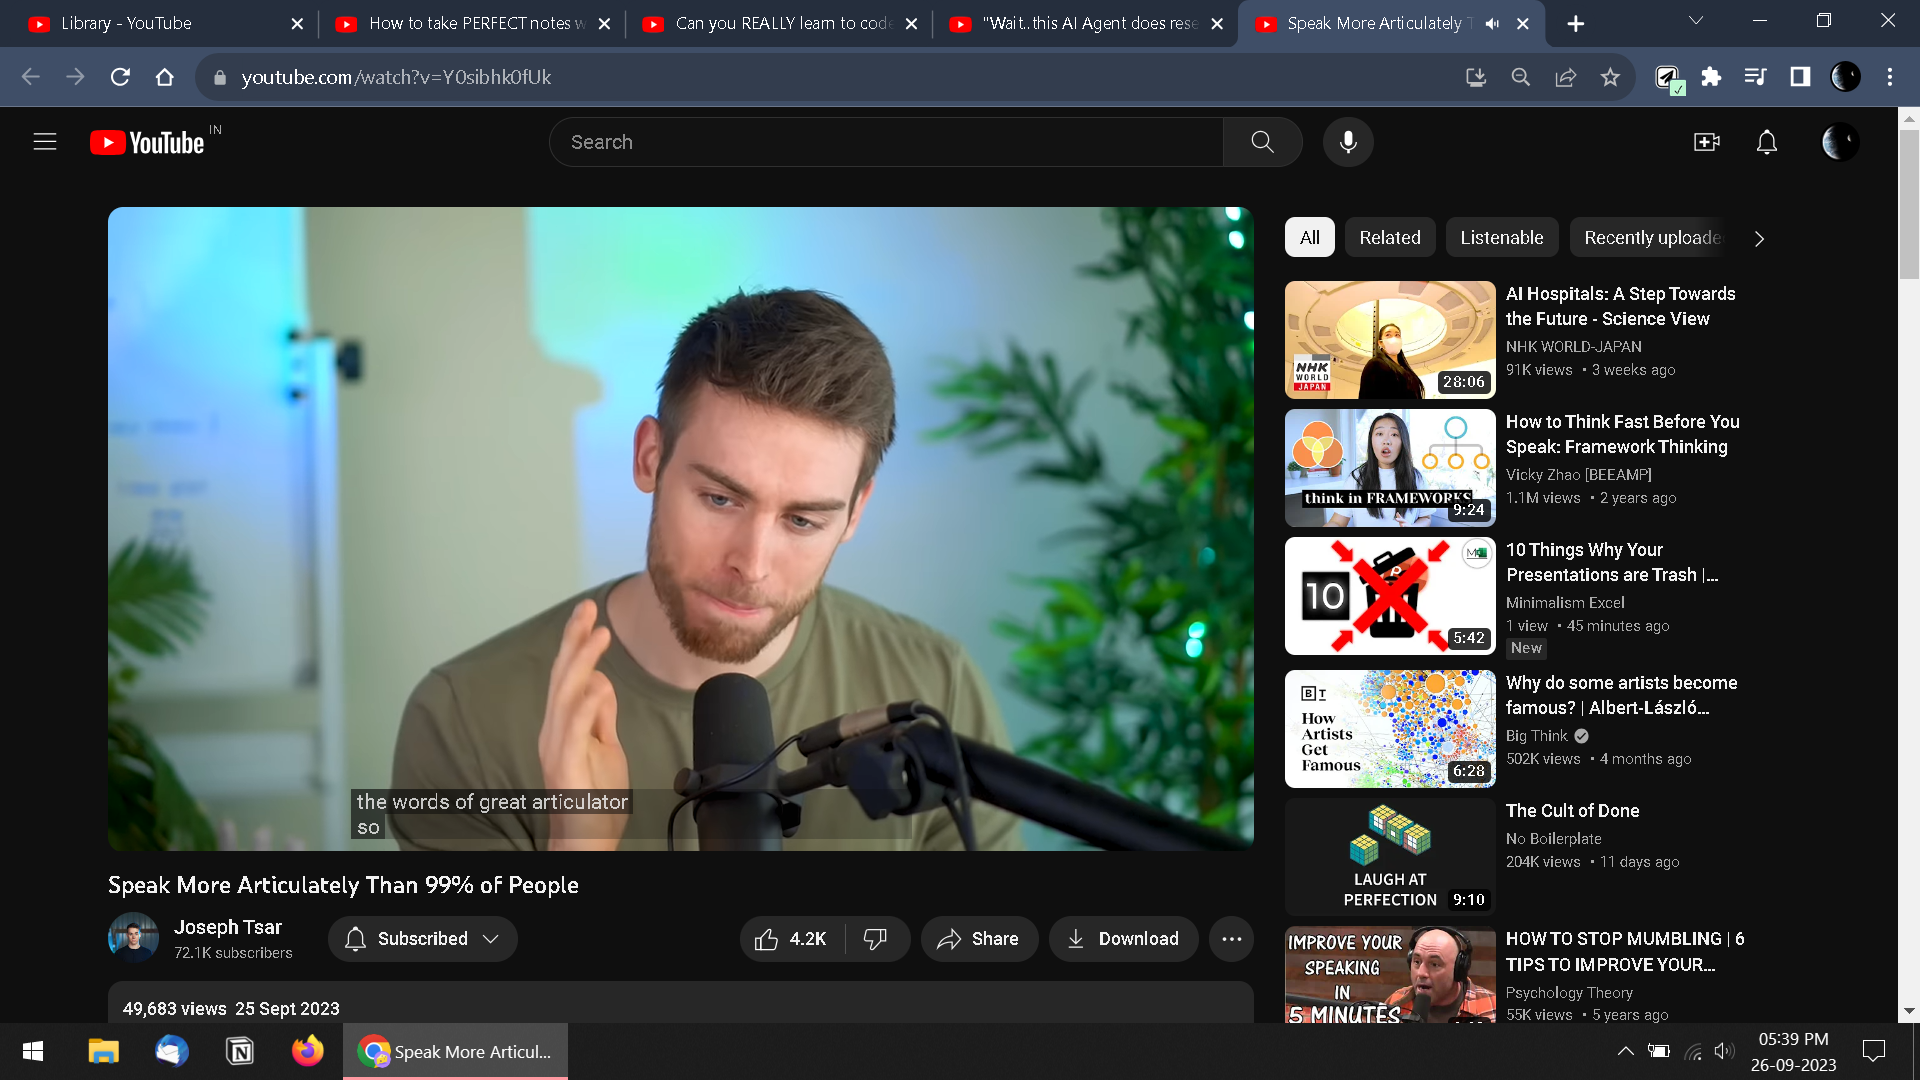 Library - YouTube
How to take PERFECT notes w
Can you REALLY learn to code
"Wait..this AI Agent does rese
Speak More Articulately T
youtube.com/watch?v=Y0sibhk0fUk
YouTube IN
Search
All
Related
Listenable
Recently uploade
AI Hospitals: A Step Towards
the Future - Science View
NHK WORLD-JAPAN
91K views • 3 weeks ago
NHK
WORLD
JAPAN
28:06
How to Think Fast Before You
Speak: Framework Thinking
Vicky Zhao [BEEAMP]
1.1M views • 2 years ago
think in FRAMEWORKS
9:24
10 Things Why Your
Presentations are Trash |...
Minimalism Excel
1 view • 45 minutes ago
New
10
5:42
Why do some artists become
famous? | Albert-László...
Big Think
502K views • 4 months ago
B T
How
Artists
Get
Famous
6:28
The Cult of Done
No Boilerplate
204K views • 11 days ago
LAUGH AT
PERFECTION
9:10
HOW TO STOP MUMBLING | 6
TIPS TO IMPROVE YOUR...
Psychology Theory
55K views • 5 years ago
IMPROVE YOUR
SPEAKING
IN
5 MINUTES
the words of great articulator
so
Speak More Articulately Than 99% of People
Joseph Tsar
72.1K subscribers
Subscribed
4.2K
Share
Download
49,683 views 25 Sept 2023
Speak More Articul...
05:39 PM
26-09-2023